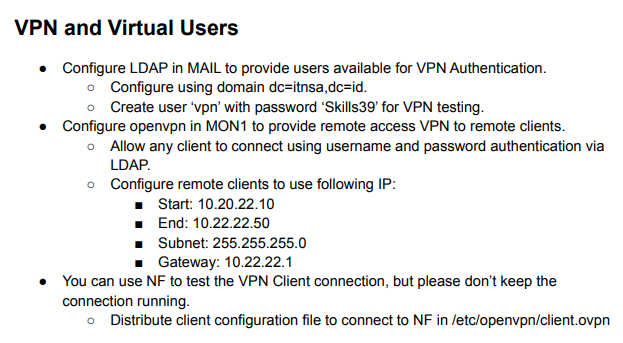 VPN and Virtual Users
● Configure LDAP in MAIL to provide users available for VPN Authentication.
○ Configure using domain dc=itnsa,dc=id.
○ Create user ‘vpn’ with password ‘Skills39’ for VPN testing.
● Configure openvpn in MON1 to provide remote access VPN to remote clients.
○ Allow any client to connect using username and password authentication via
LDAP.
○ Configure remote clients to use following IP:
■ Start: 10.20.22.10
■ End: 10.22.22.50
■ Subnet: 255.255.255.0
■ Gateway: 10.22.22.1
● You can use NF to test the VPN Client connection, but please don’t keep the
connection running.
○ Distribute client configuration file to connect to NF in /etc/openvpn/client.ovpn